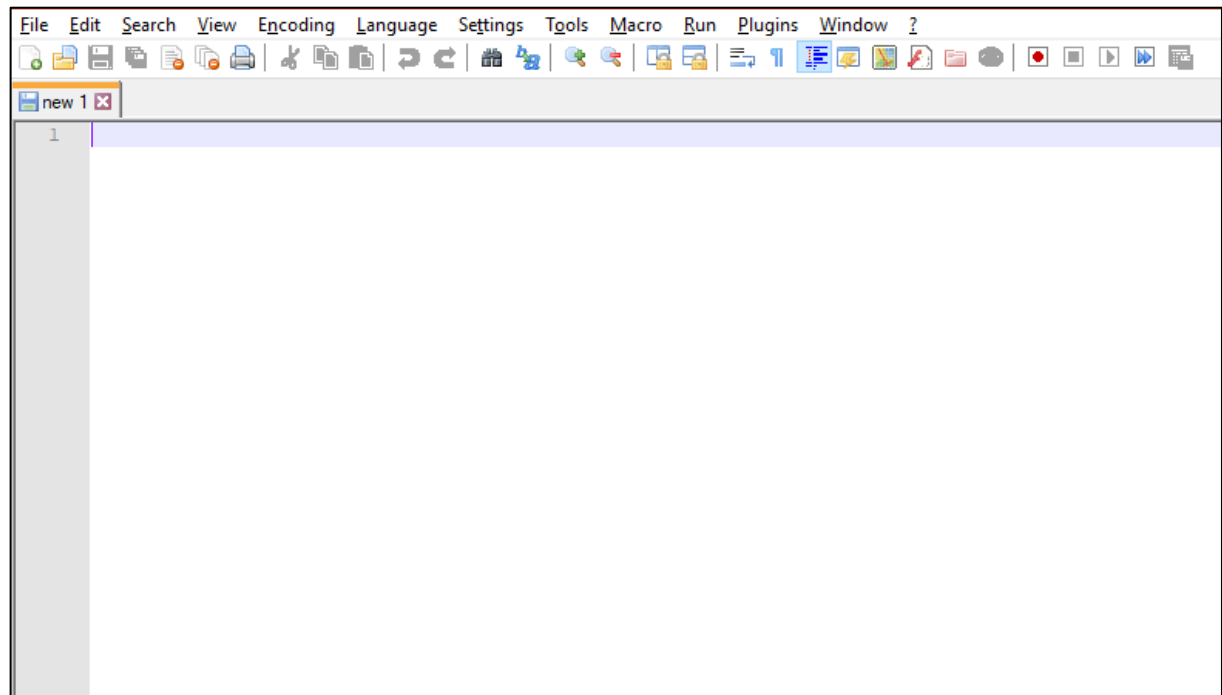 File Edit Search View Encoding Language Settings Tools Macro Run Plugins Window ?
new 1
1